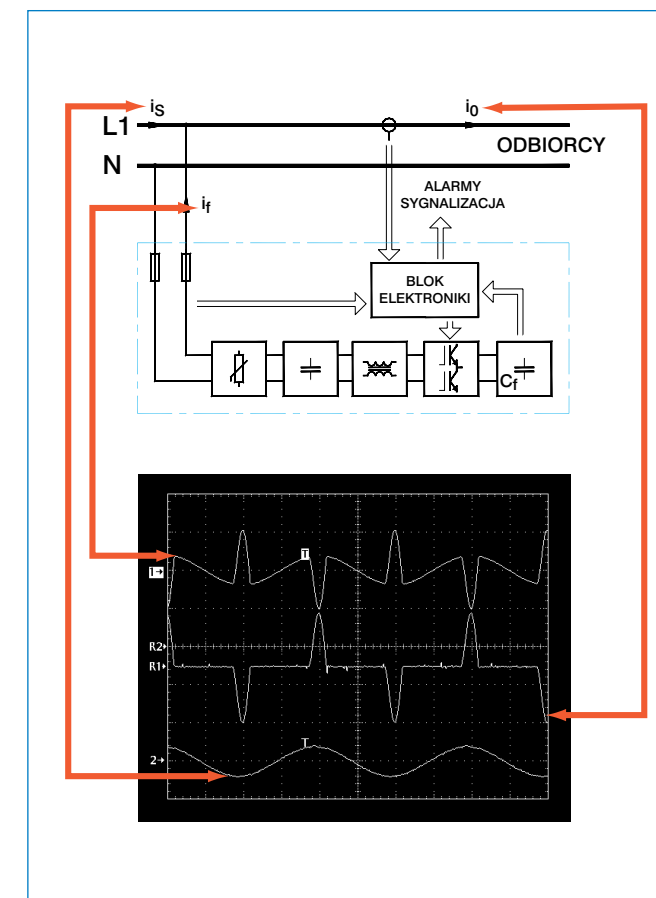 iS
i0
L1
ODBIORCY
N
ALARMY
SYGNALIZACJA
if
BLOK
ELEKTRONIKI
Cf
T
1→
R2
R1
T
2→